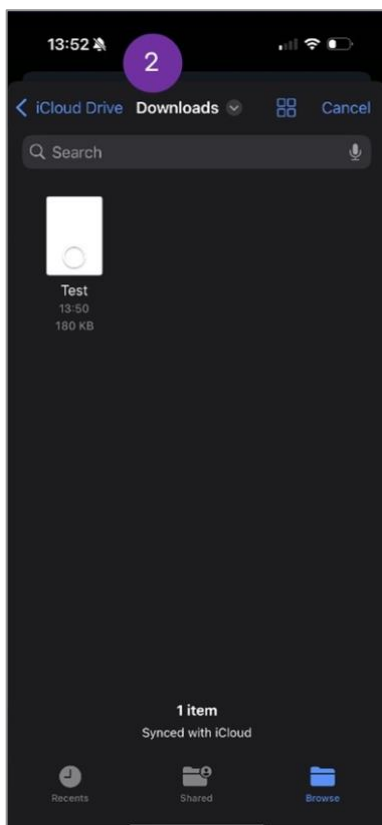 13:52
2
iCloud Drive Downloads Cancel
Search
Test
13:50
180 KB
1 item
Synced with iCloud
Recents Shared Browse